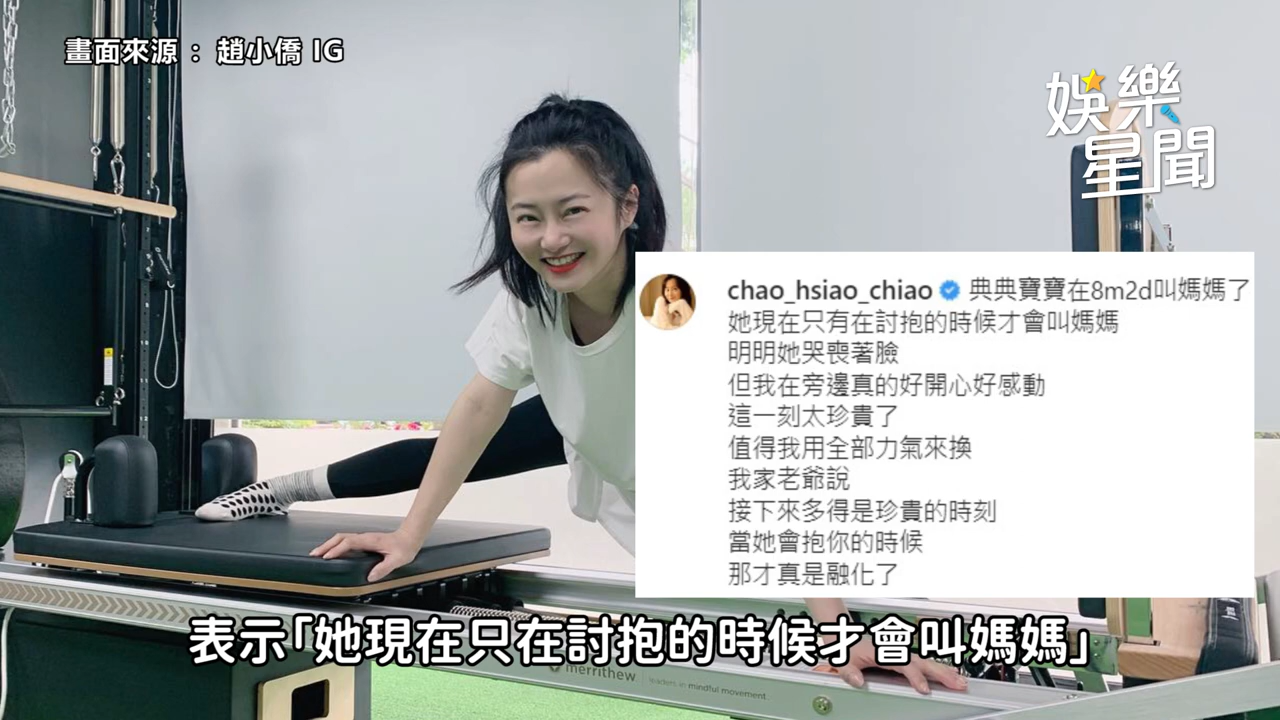 畫面來源 : 趙小僑 IG
娛樂
星聞
chao_hsiao_chiao 典典寶寶在8m2d叫媽媽了
她現在只有在討抱的時候才會叫媽媽
明明她哭喪著臉
但我在旁邊真的好開心好感動
這一刻太珍貴了
值得我用全部力氣來換
我家老爺說
接下來多得是珍貴的時刻
當她會抱你的時候
那才真是融化了
表示「她現在只在討抱的時候才會叫媽媽」
merrithew
leaders in mindful movement